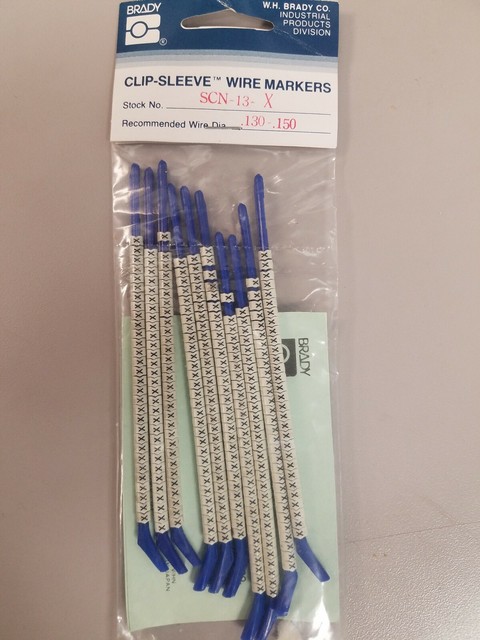 BRADY
®
W.H. BRADY CO.
INDUSTRIAL
PRODUCTS
DIVISION
CLIP-SLEEVE™ WIRE MARKERS
Stock No. SCN-13- X
Recommended Wire Dia. .130-.150
BRADY
JAPAN